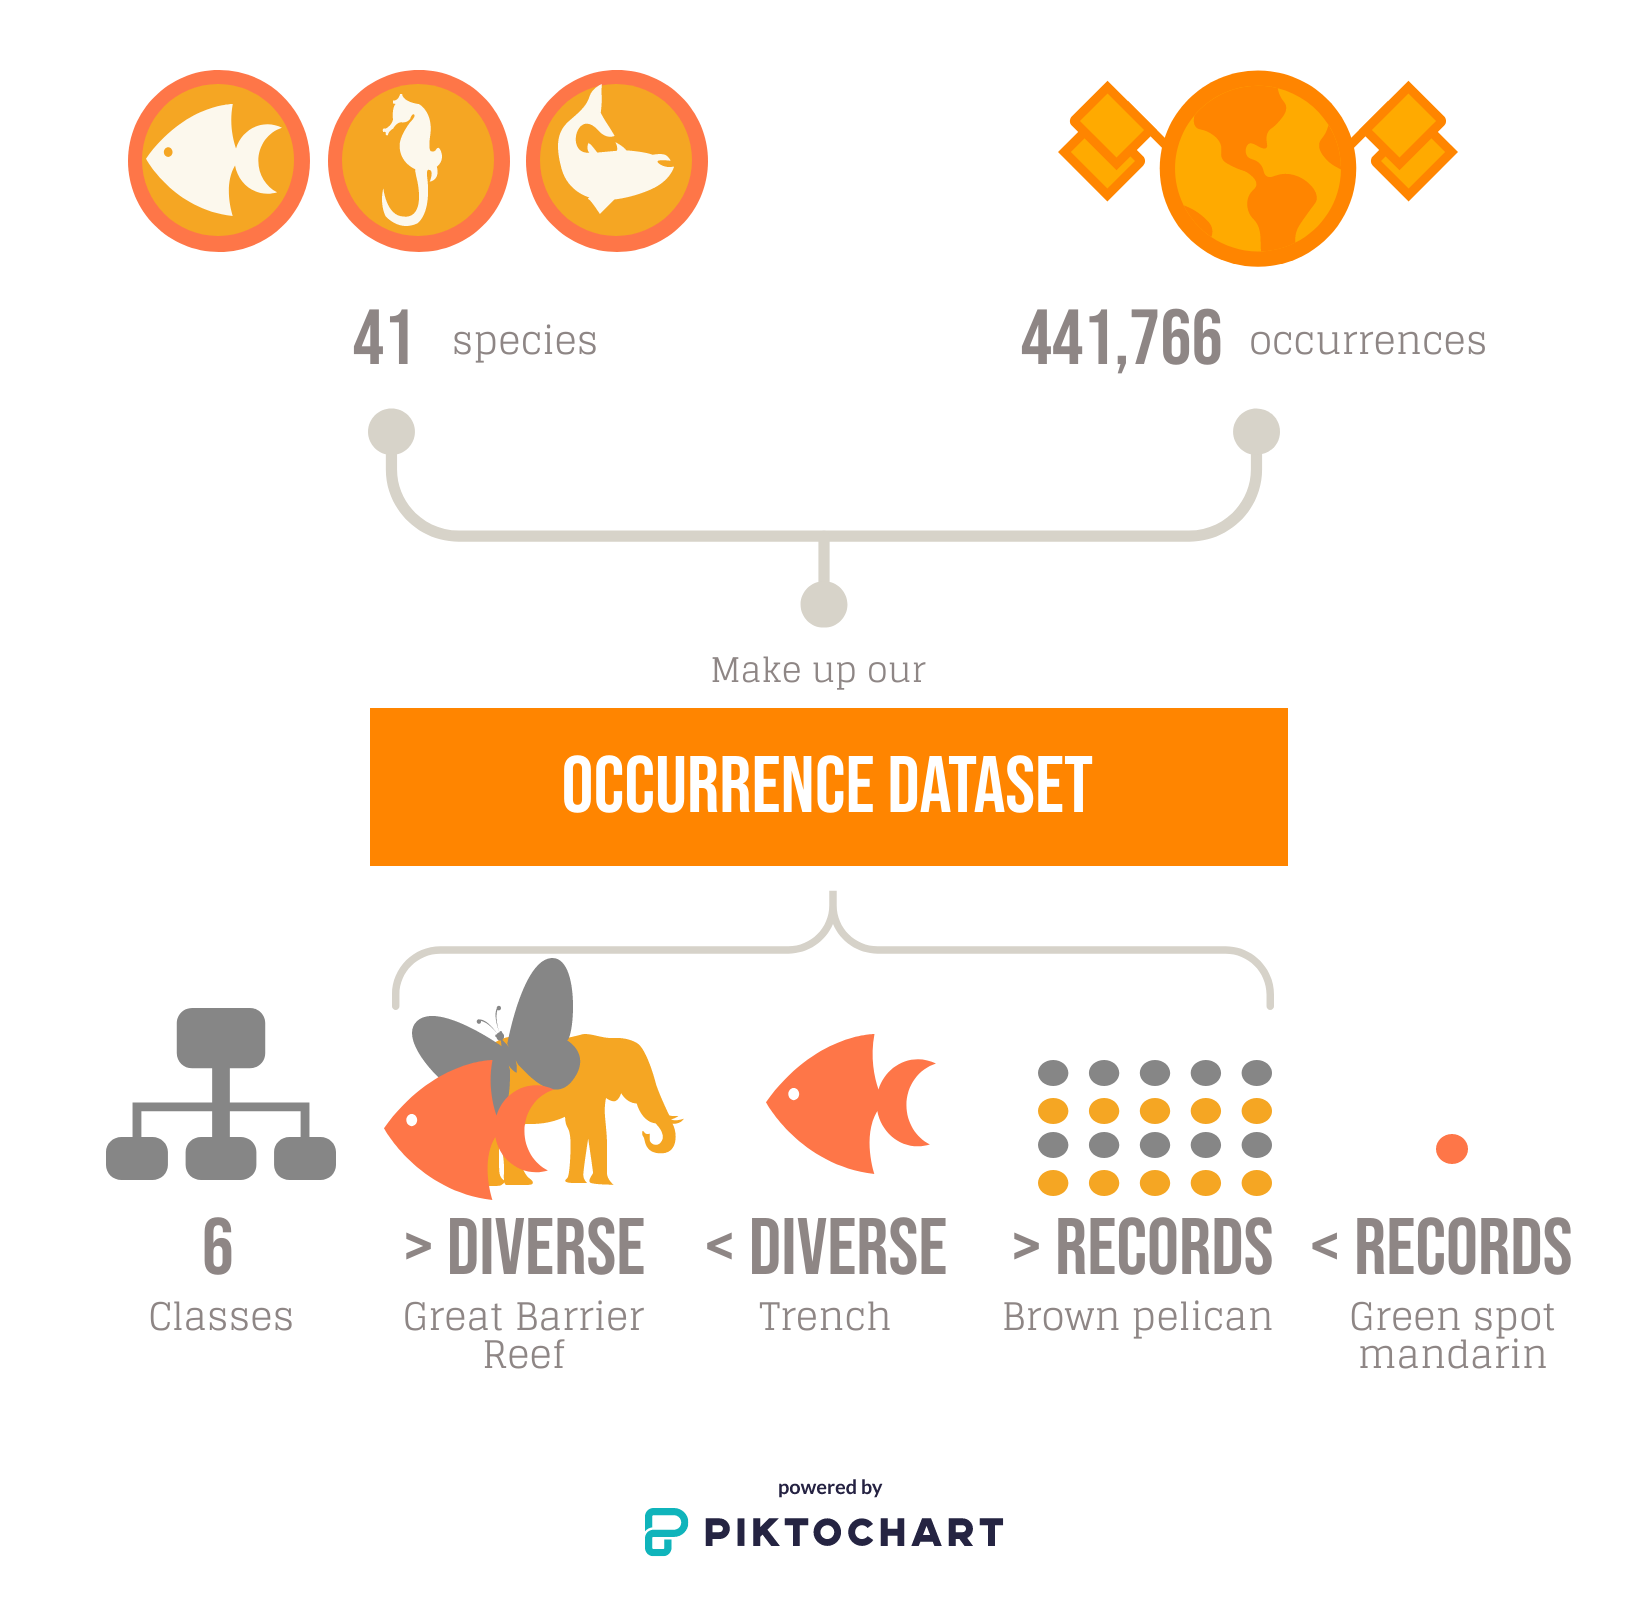 41 species
441,766 occurrences
Make up our
OCCURRENCE DATASET
6
Classes
> DIVERSE
Great Barrier
Reef
< DIVERSE
Trench
> RECORDS
Brown pelican
< RECORDS
Green spot
mandarin
powered by
PIKTOCHART